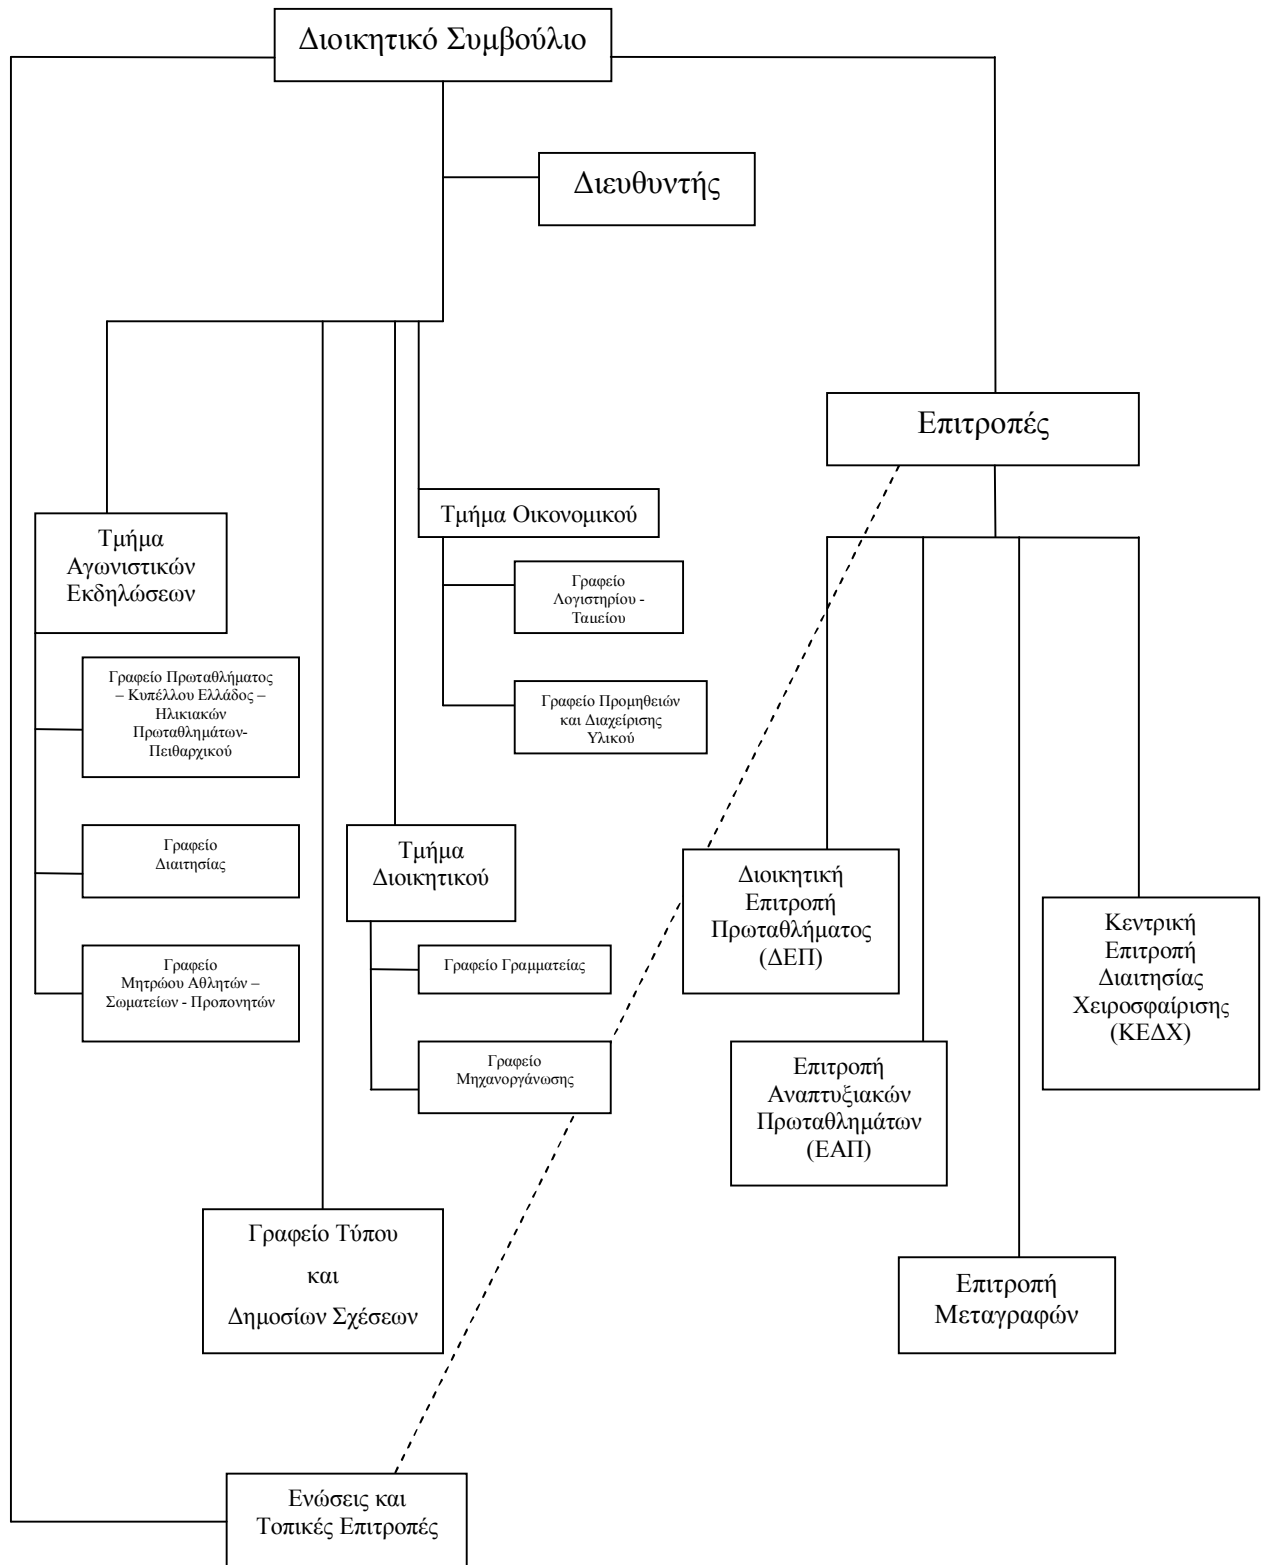 Διοικητικό Συμβούλιο
Διευθυντής
Επιτροπές
Τμήμα
Αγωνιστικών
Εκδηλώσεων
Τμήμα Οικονομικού
Γραφείο
Λογιστηρίου -
Ταμείου
Γραφείο Πρωταθλήματος
– Κυπέλλου Ελλάδος –
Ηλικιακών
Πρωταθλημάτων-
Πειθαρχικού
Γραφείο Προμηθειών
και Διαχείρισης
Υλικού
Γραφείο
Διαιτησίας
Τμήμα
Διοικητικού
Διοικητική
Επιτροπή
Πρωταθλήματος
(ΔΕΠ)
Κεντρική
Επιτροπή
Διαιτησίας
Χειροσφαίρισης
(ΚΕΔΧ)
Γραφείο
Μητρώου Αθλητών –
Σωματείων - Προπονητών
Γραφείο Γραμματείας
Γραφείο
Μηχανοργάνωσης
Επιτροπή
Αναπτυξιακών
Πρωταθλημάτων
(ΕΑΠ)
Γραφείο Τύπου
και
Δημοσίων Σχέσεων
Επιτροπή
Μεταγραφών
Ενώσεις και
Τοπικές Επιτροπές